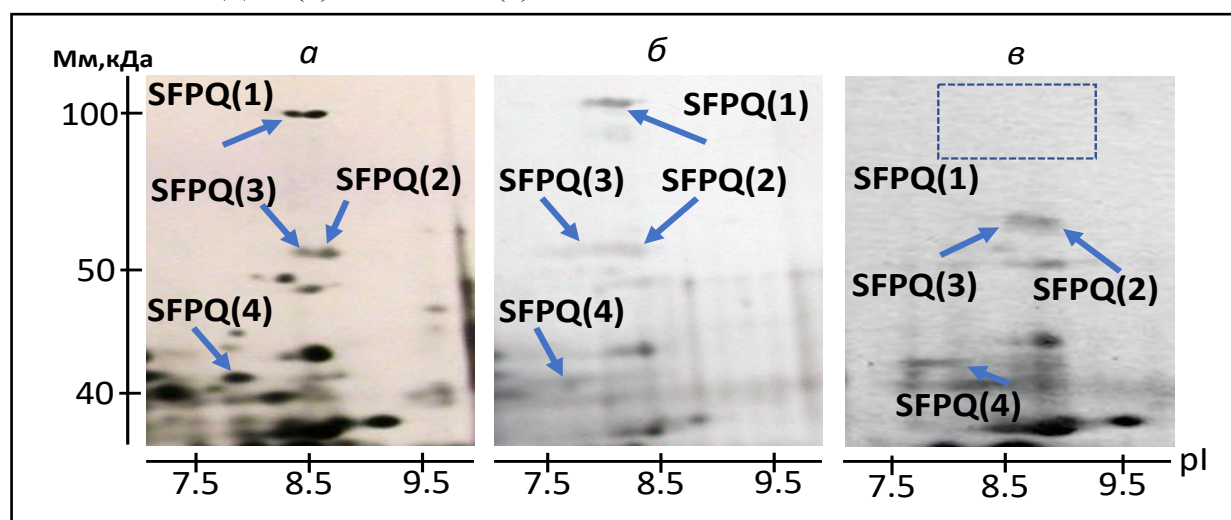 а б в
Мм,кДа
SFPQ(1) SFPQ(1)
100
SFPQ(3) SFPQ(2) SFPQ(3) SFPQ(2) SFPQ(1)
50
SFPQ(3) SFPQ(2)
SFPQ(4) SFPQ(4)
40
SFPQ(4)
7.5 8.5 9.5 7.5 8.5 9.5 7.5 8.5 9.5 pI